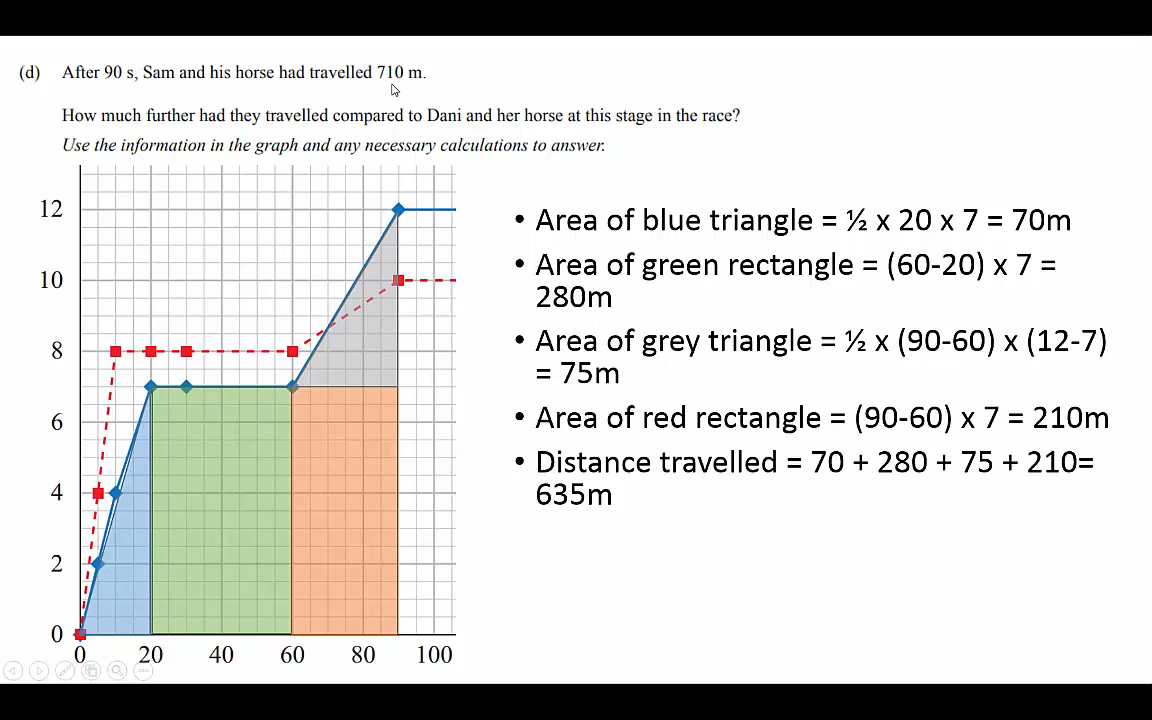 (d) After 90 s, Sam and his horse had travelled 710 m.
How much further had they travelled compared to Dani and her horse at this stage in the race?
Use the information in the graph and any necessary calculations to answer.
12
10
8
6
4
2
0
0 20 40 60 80 100
• Area of blue triangle = ½ x 20 x 7 = 70m
• Area of green rectangle = (60-20) x 7 =
280m
• Area of grey triangle = ½ x (90-60) x (12-7)
= 75m
• Area of red rectangle = (90-60) x 7 = 210m
• Distance travelled = 70 + 280 + 75 + 210=
635m